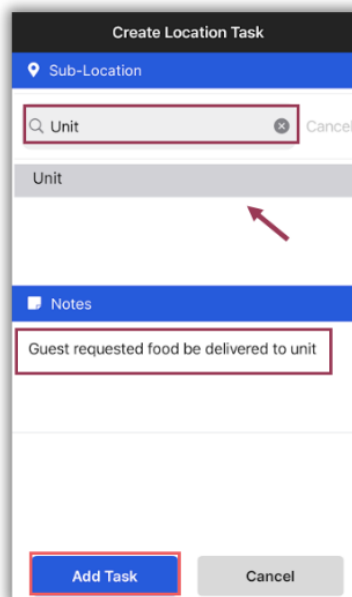 Create Location Task
Sub-Location
Unit
Cancel
Unit
Notes
Guest requested food be delivered to unit
Add Task
Cancel